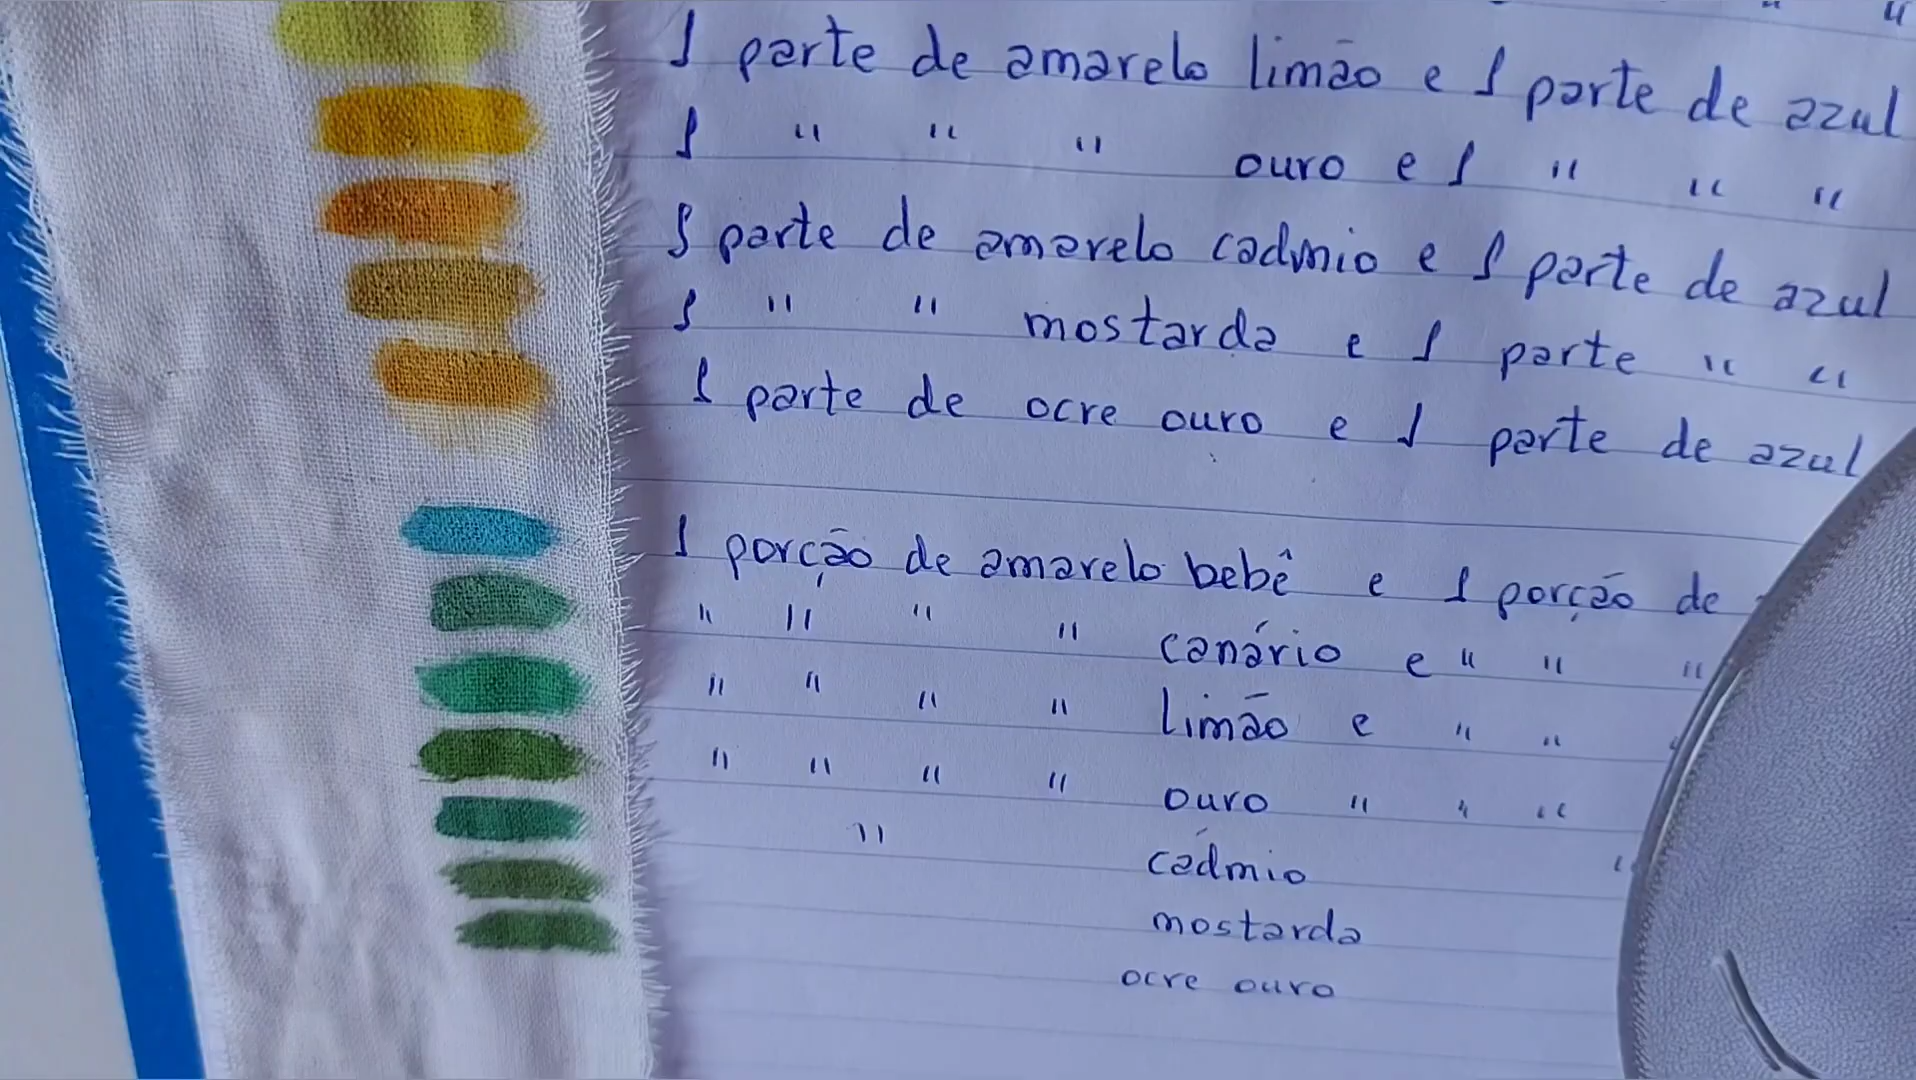 " "
1 parte de amarelo limão e 1 parte de azul
1 " " " ouro e 1 " " "
1 parte de amarelo cadmio e 1 parte de azul
1 " " mostarda e 1 parte " "
1 parte de ocre ouro e 1 parte de azul
1 porção de amarelo bebê e 1 porção de
" " " " canário e " " "
" " " " limão e " " "
" " " " ouro " " "
" cádmio "
mostarda
ocre ouro